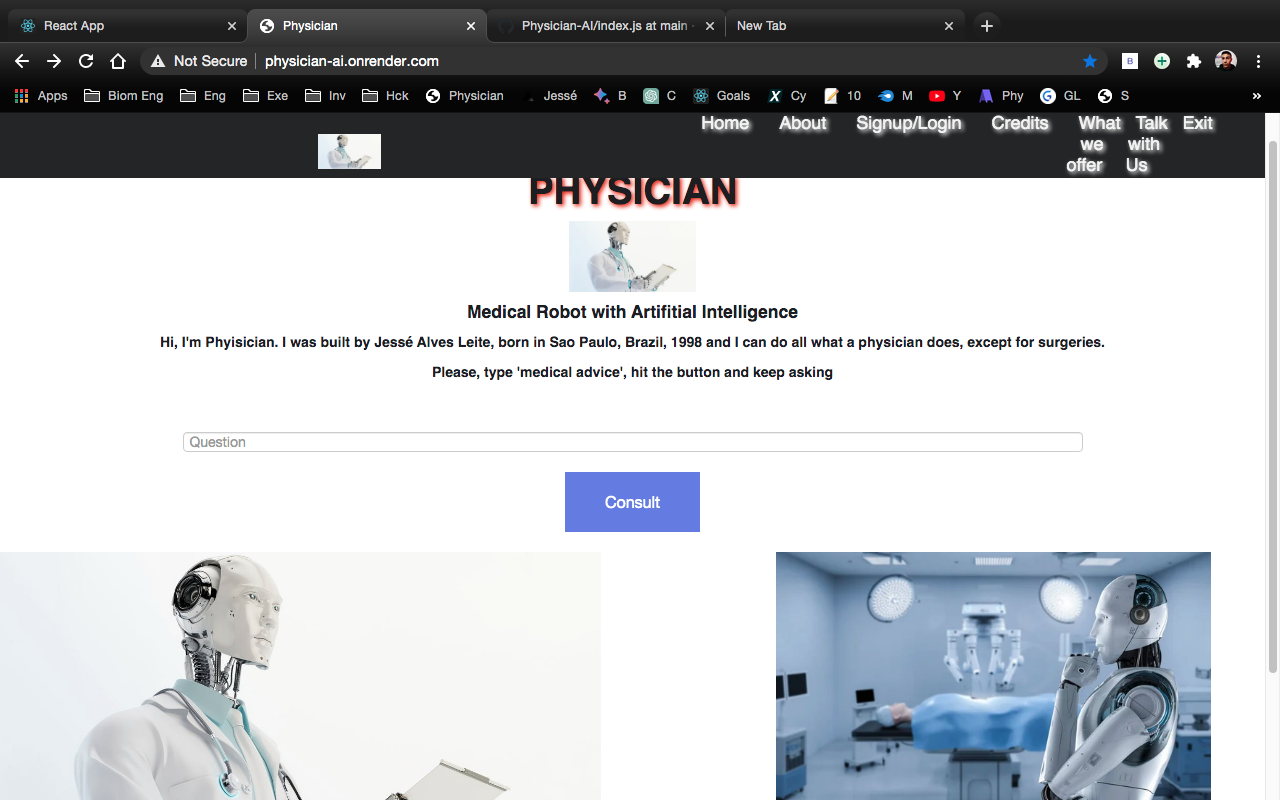 React App
Physician
Physician-AI/index.js at main
New Tab
Not Secure
physician-ai.onrender.com
B
Apps
Biom Eng
Eng
Exe
Inv
Hck
Physician
Jessé
B
C
Goals
X
Cy
10
M
Y
Phy
G
GL
S
»
Home
About
Signup/Login
Credits
What
we
offer
Talk
with
Us
Exit
PHYSICIAN
Medical Robot with Artifitial Intelligence
Hi, I'm Phyisician. I was built by Jessé Alves Leite, born in Sao Paulo, Brazil, 1998 and I can do all what a physician does, except for surgeries.
Please, type 'medical advice', hit the button and keep asking
Question
Consult